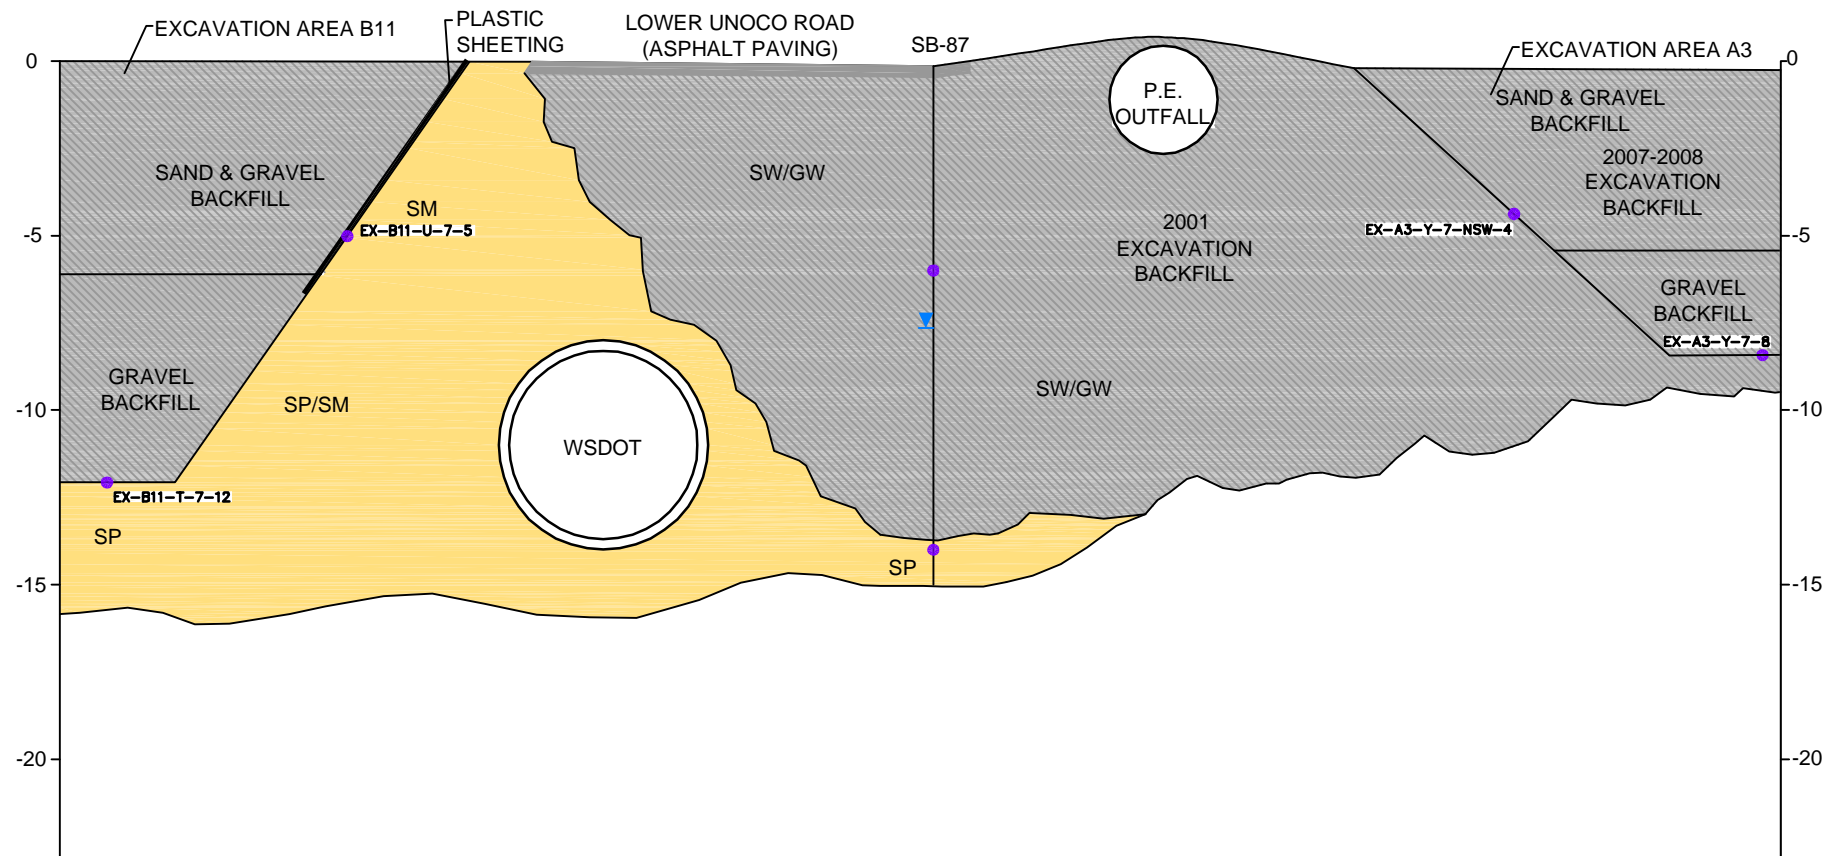 EXCAVATION AREA B11
PLASTIC
SHEETING
LOWER UNOCO ROAD
(ASPHALT PAVING)
SB-87
EXCAVATION AREA A3
0
0
SAND & GRAVEL
BACKFILL
P.E.
OUTFALL
SAND & GRAVEL
BACKFILL
SM
SW/GW
2007-2008
EXCAVATION
BACKFILL
2001
EXCAVATION
BACKFILL
-5
EX-B11-U-7-5
EX-A3-Y-7-NSW-4
-5
GRAVEL
BACKFILL
EX-A3-Y-7-8
GRAVEL
BACKFILL
SP/SM
SW/GW
-10
-10
WSDOT
EX-B11-T-7-12
SP
SP
-15
-15
-20
-20